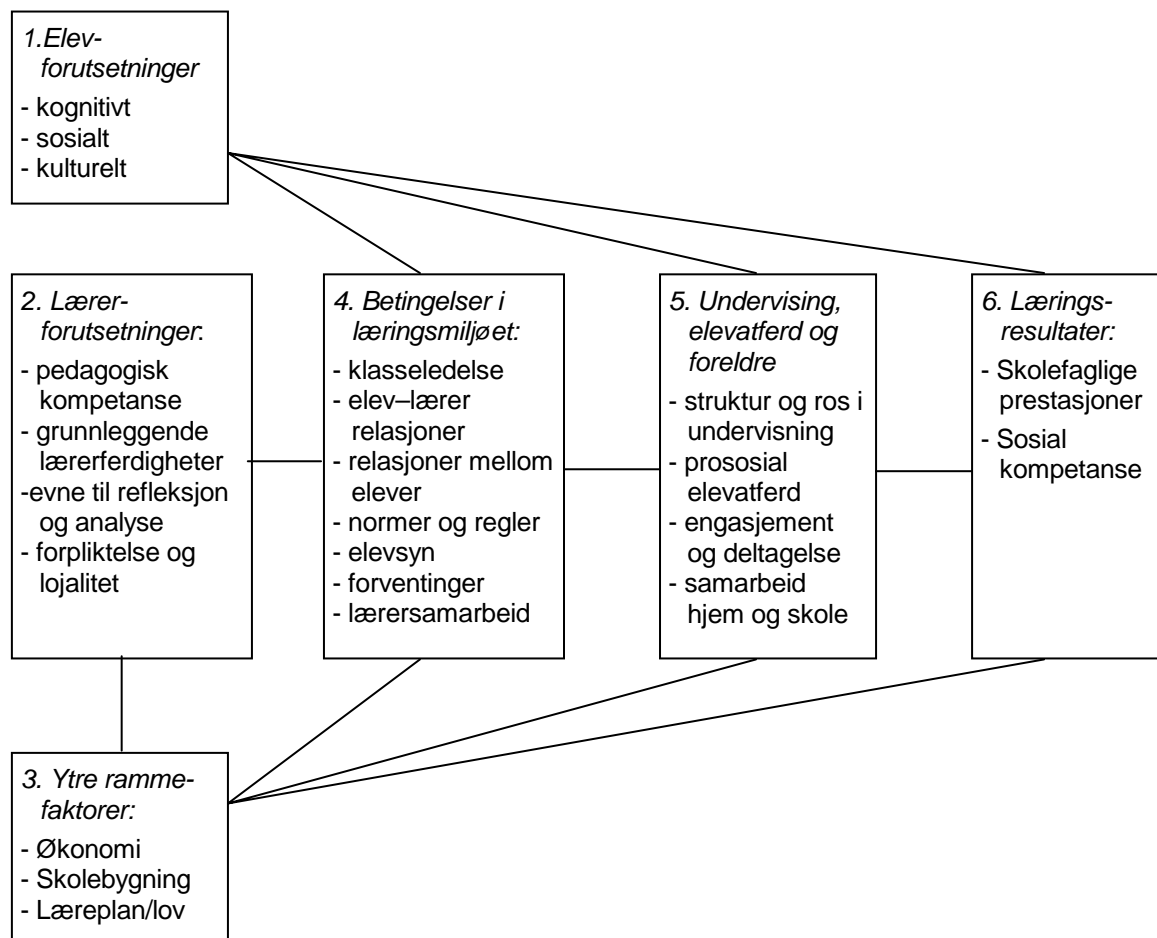 1.Elev-
forutsetninger
- kognitivt
- sosialt
- kulturelt
2. Lærer-
forutsetninger:
- pedagogisk
kompetanse
- grunnleggende
lærerferdigheter
-evne til refleksjon
og analyse
- forpliktelse og
lojalitet
4. Betingelser i
læringsmiljøet:
- klasseledelse
- elev–lærer
relasjoner
- relasjoner mellom
elever
- normer og regler
- elevsyn
- forventinger
- lærersamarbeid
5. Undervising,
elevatferd og
foreldre
- struktur og ros i
undervisning
- prososial
elevatferd
- engasjement
og deltagelse
- samarbeid
hjem og skole
6. Lærings-
resultater:
- Skolefaglige
prestasjoner
- Sosial
kompetanse
3. Ytre ramme-
faktorer:
- Økonomi
- Skolebygning
- Læreplan/lov